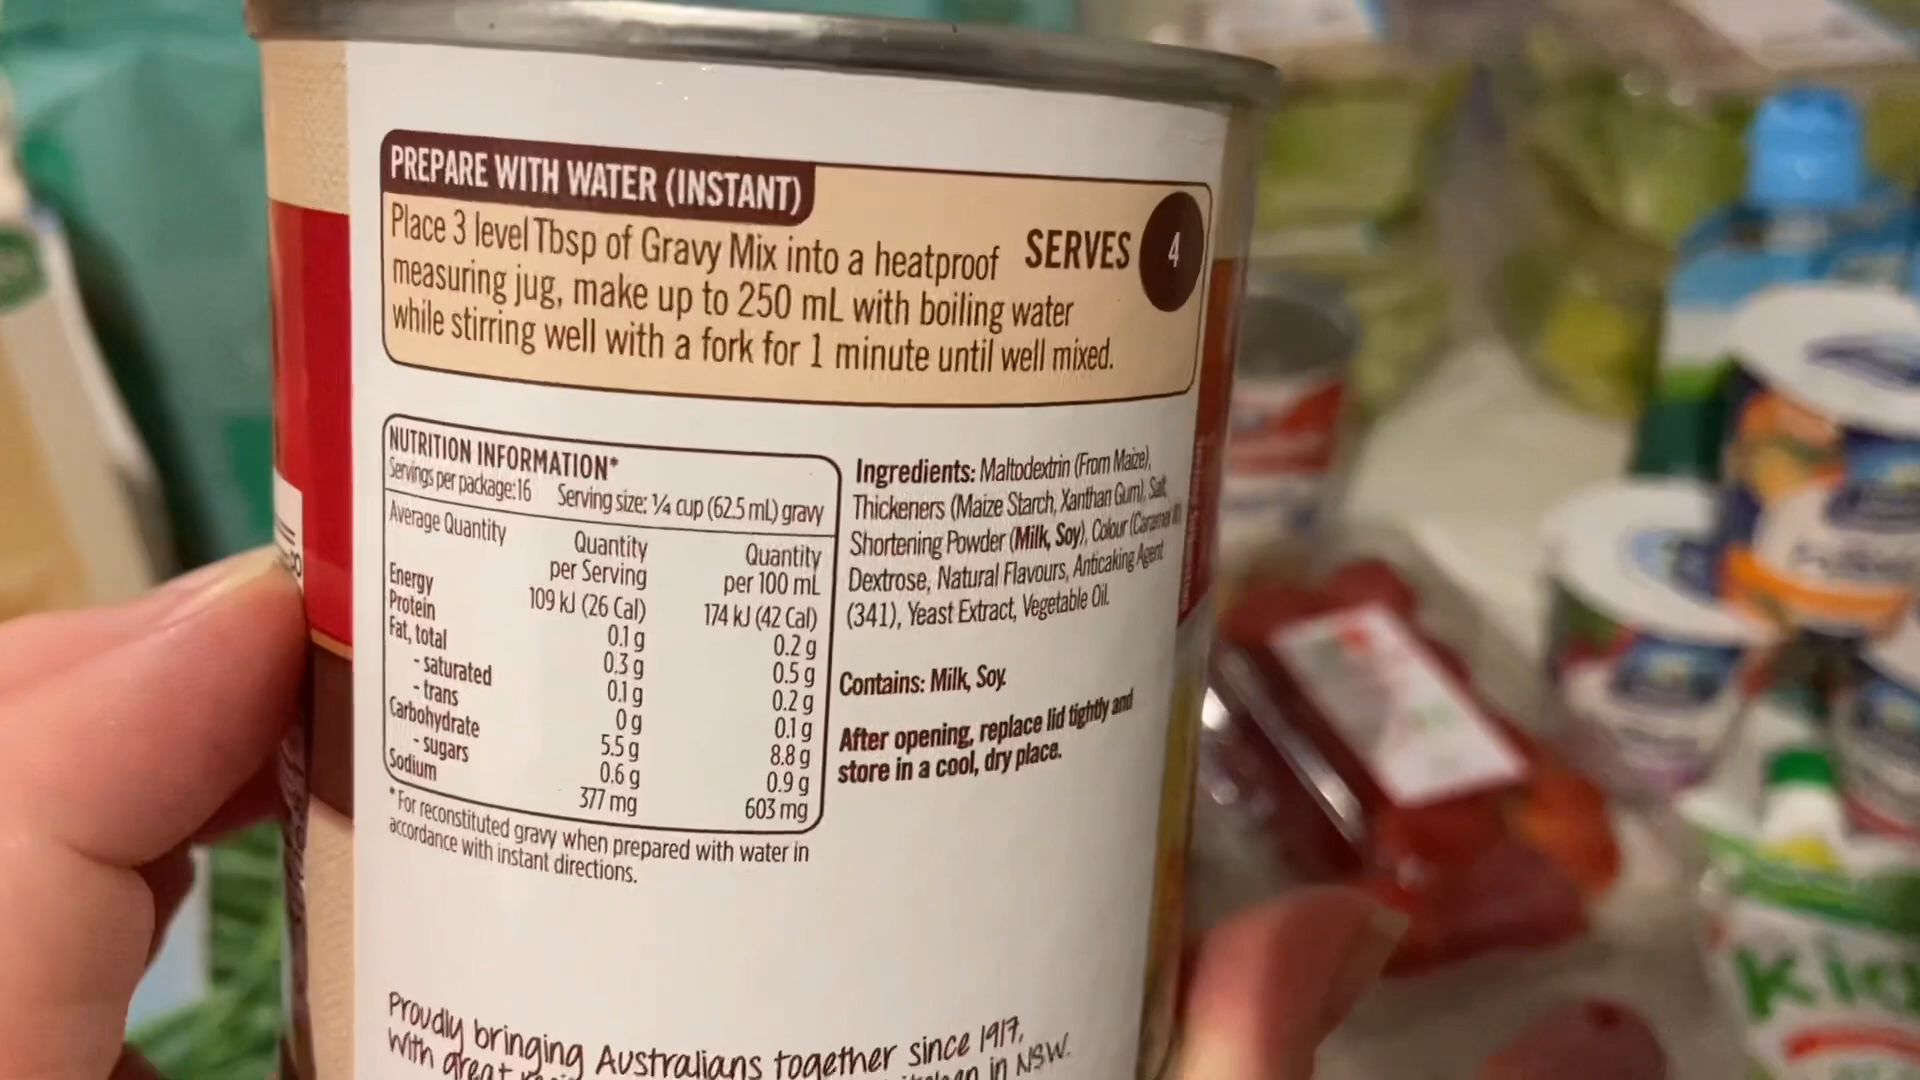 PREPARE WITH WATER (INSTANT)
Place 3 level Tbsp of Gravy Mix into a heatproof
measuring jug, make up to 250 mL with boiling water
while stirring well with a fork for 1 minute until well mixed.
SERVES 4
NUTRITION INFORMATION*
Servings per package:16 Serving size: ¼ cup (62.5 mL) gravy
Average Quantity Quantity per Serving Quantity per 100 mL
Energy 109 kJ (26 Cal) 174 kJ (42 Cal)
Protein 0.1 g 0.2 g
Fat, total 0.3 g 0.5 g
- saturated 0.1 g 0.2 g
- trans 0 g 0.1 g
Carbohydrate 5.5 g 8.8 g
- sugars 0.6 g 0.9 g
Sodium 377 mg 603 mg
*For reconstituted gravy when prepared with water in
accordance with instant directions.
Ingredients: Maltodextrin (From Maize),
Thickeners (Maize Starch, Xanthan Gum), Salt,
Shortening Powder (Milk, Soy), Colour (Caramel
Dextrose, Natural Flavours, Anticaking Agent
(341), Yeast Extract, Vegetable Oil.
Contains: Milk, Soy.
After opening, replace lid tightly and
store in a cool, dry place.
Proudly bringing Australians together since 1917.
With great in NSW.